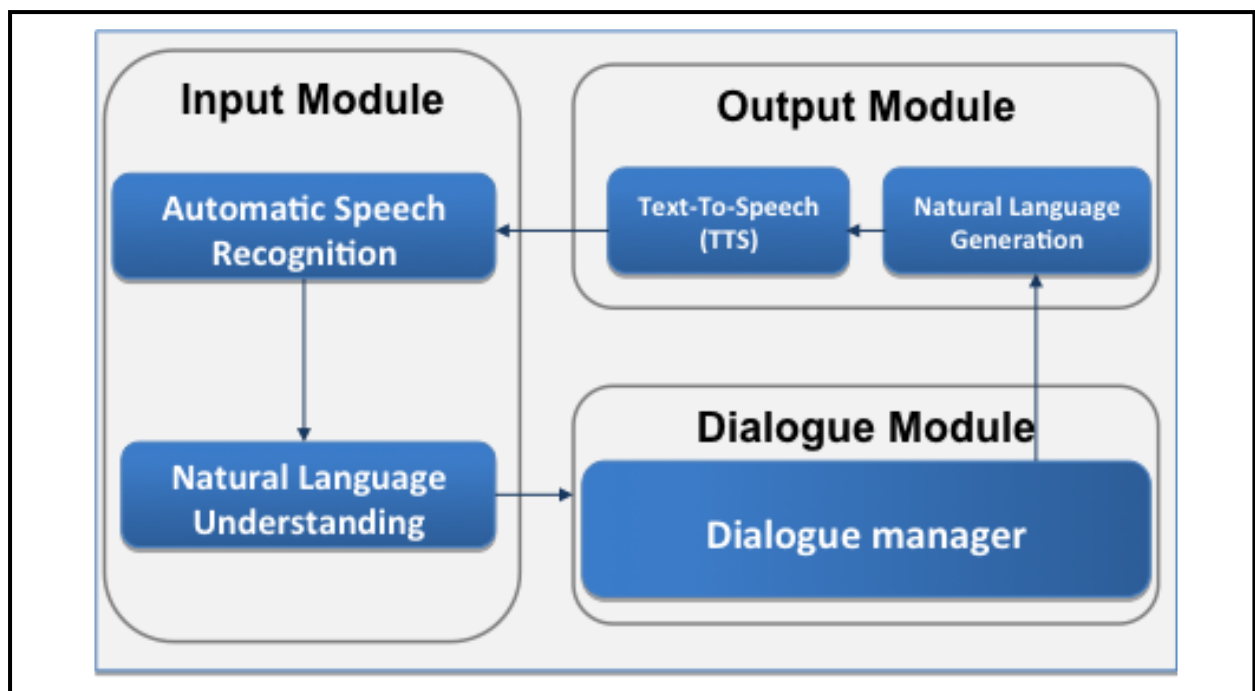 Input Module
Automatic Speech
Recognition
Natural Language
Understanding
Output Module
Text-To-Speech
(TTS)
Natural Language
Generation
Dialogue Module
Dialogue manager